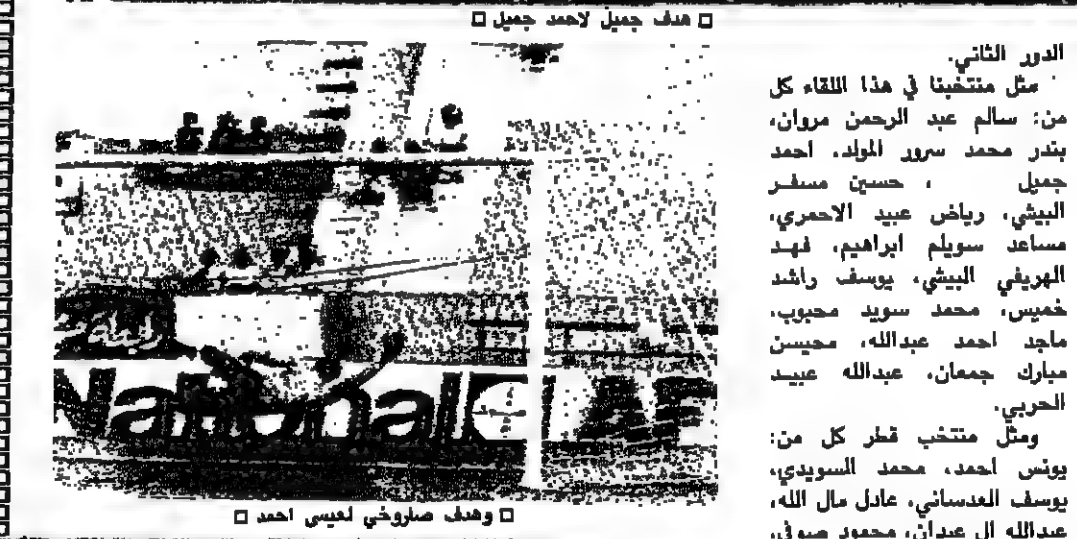 □ هدف جميل لاحمد جميل □
الدور الثاني.
مثل منتخبنا في هذا اللقاء كل
من: سالم عبد الرحمن مروان،
بندر محمد سرور المولد، احمد
جميل ، حسين مسفر
البيشي، رياض عبيد الاحمري،
مساعد سويلم ابراهيم، فهد
الهريفي البيشي، يوسف راشد
خميس، محمد سويد محبوب،
ماجد احمد عبدالله، محيسن
مبارك جمعان، عبدالله عبيد
الحربي.
ومثل منتخب قطر كل من:
يونس احمد، محمد السويدي،
يوسف العدساني، عادل مال الله،
عبدالله ال عبدان، محمود صوفي،
National
□ وهدف صاروخي لعيسى احمد □